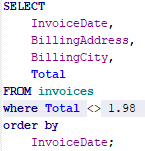 SELECT
InvoiceDate,
BillingAddress,
BillingCity,
Total
FROM invoices
where Total <> 1.98
order by
InvoiceDate;